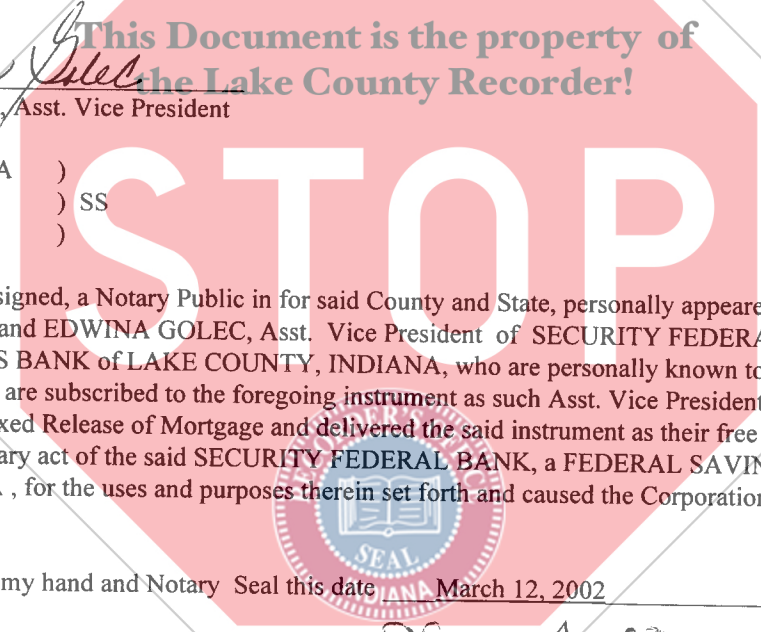 This Document is the property of
Golec
the Lake County Recorder!
, Asst. Vice President
A )
) SS
)
STOP
signed, a Notary Public in for said County and State, personally appeare
and EDWINA GOLEC, Asst. Vice President of SECURITY FEDERA
S BANK of LAKE COUNTY, INDIANA, who are personally known to
are subscribed to the foregoing instrument as such Asst. Vice President
xed Release of Mortgage and delivered the said instrument as their free
ary act of the said SECURITY FEDERAL BANK, a FEDERAL SAVIN
, for the uses and purposes therein set forth and caused the Corporation
RECORDER'S OFFICE
SEAL
INDIANA
my hand and Notary Seal this date March 12, 2002